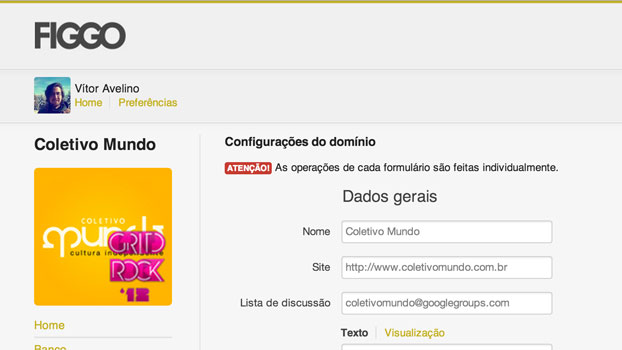 FIGGO
Vítor Avelino
Home Preferências
Coletivo Mundo
COLETIVO
mundo
cultura independente
GRITO
ROCK
'12
Home
Banco
Configurações do domínio
ATENÇÃO! As operações de cada formulário são feitas individualmente.
Dados gerais
Nome Coletivo Mundo
Site http://www.coletivomundo.com.br
Lista de discussão coletivomundo@googlegroups.com
Texto Visualização